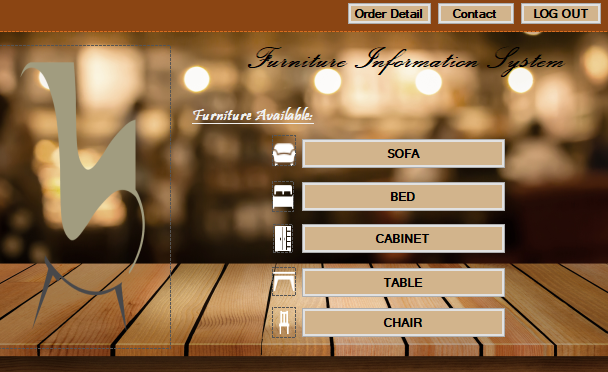 Order Detail Contact LOG OUT
Furniture Information System
Furniture Available:
SOFA
BED
CABINET
TABLE
CHAIR